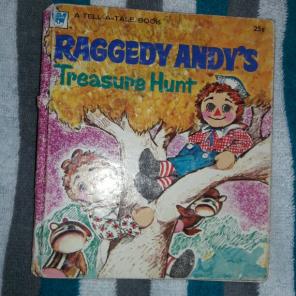 A TELL-A-TALE BOOK
25¢
RAGGEDY ANDY'S
Treasure Hunt